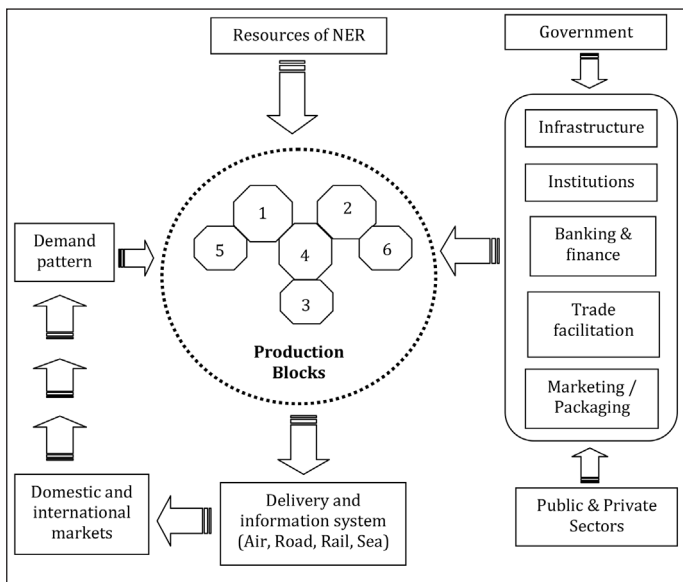 Resources of NER
Government
Infrastructure
Institutions
Banking &
finance
Trade
facilitation
Marketing /
Packaging
Public & Private
Sectors
1
2
5
4
6
3
Production
Blocks
Demand
pattern
Domestic and
international
markets
Delivery and
information system
(Air, Road, Rail, Sea)